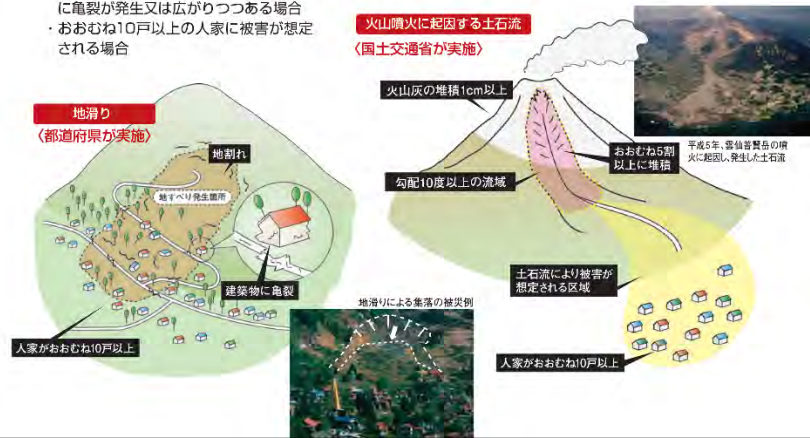 に亀裂が発生又は広がりつつある場合
・おおむね10戸以上の人家に被害が想定
される場合
地滑り
〈都道府県が実施〉
地割れ
地すべり発生箇所
建築物に亀裂
人家がおおむね10戸以上
地滑りによる集落の被災例
火山噴火に起因する土石流
〈国土交通省が実施〉
火山灰の堆積1cm以上
おおむね5割
以上に堆積
勾配10度以上の流域
平成5年、雲仙普賢岳の噴
火に起因し、発生した土石流
土石流により被害が
想定される区域
人家がおおむね10戸以上